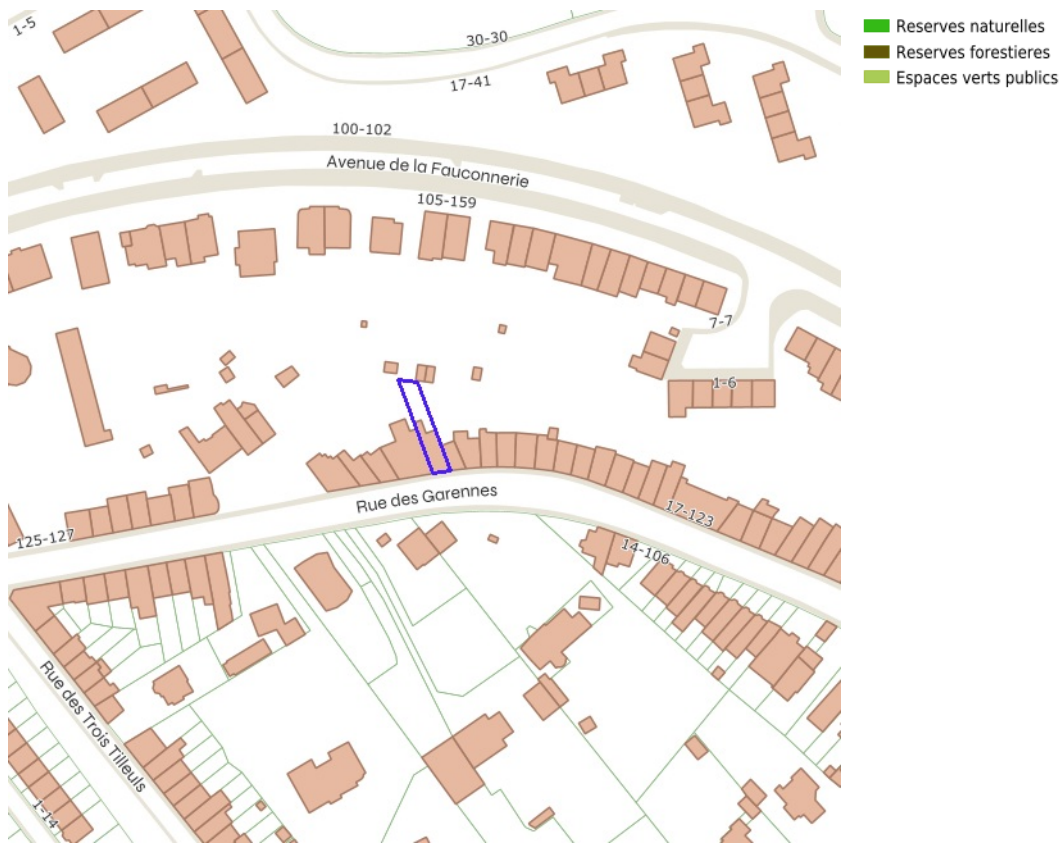 1-5
30-30
17-41
100-102
Avenue de la Fauconnerie
105-159
7-7
1-6
Rue des Garennes
17-123
125-127
14-106
Rue des Trois Tilleuls
1-14
Reserves naturelles
Reserves forestieres
Espaces verts publics